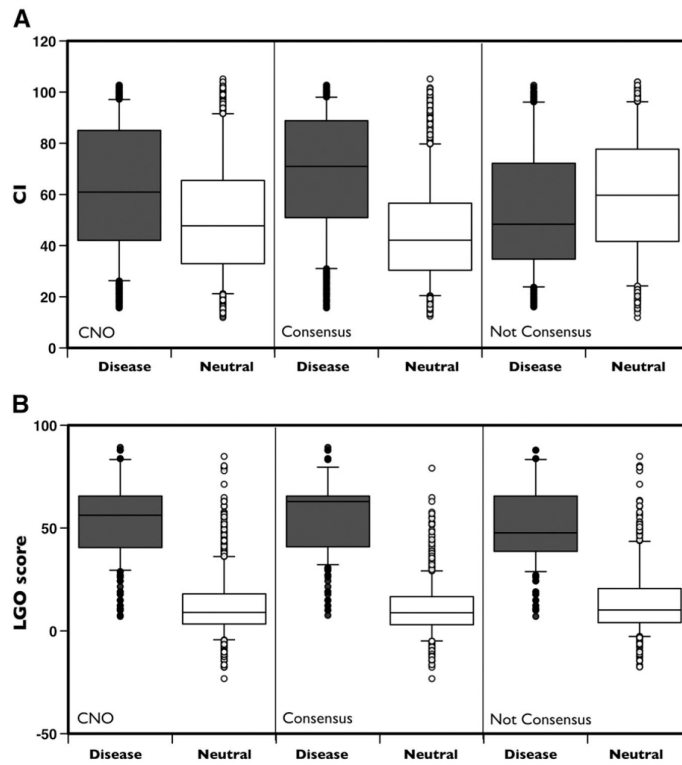 A
120
100
80
60
40
20
0
CI
CNO
Consensus
Not Consensus
Disease Neutral Disease Neutral Disease Neutral
B
100
50
0
-50
LGO score
CNO
Consensus
Not Consensus
Disease Neutral Disease Neutral Disease Neutral